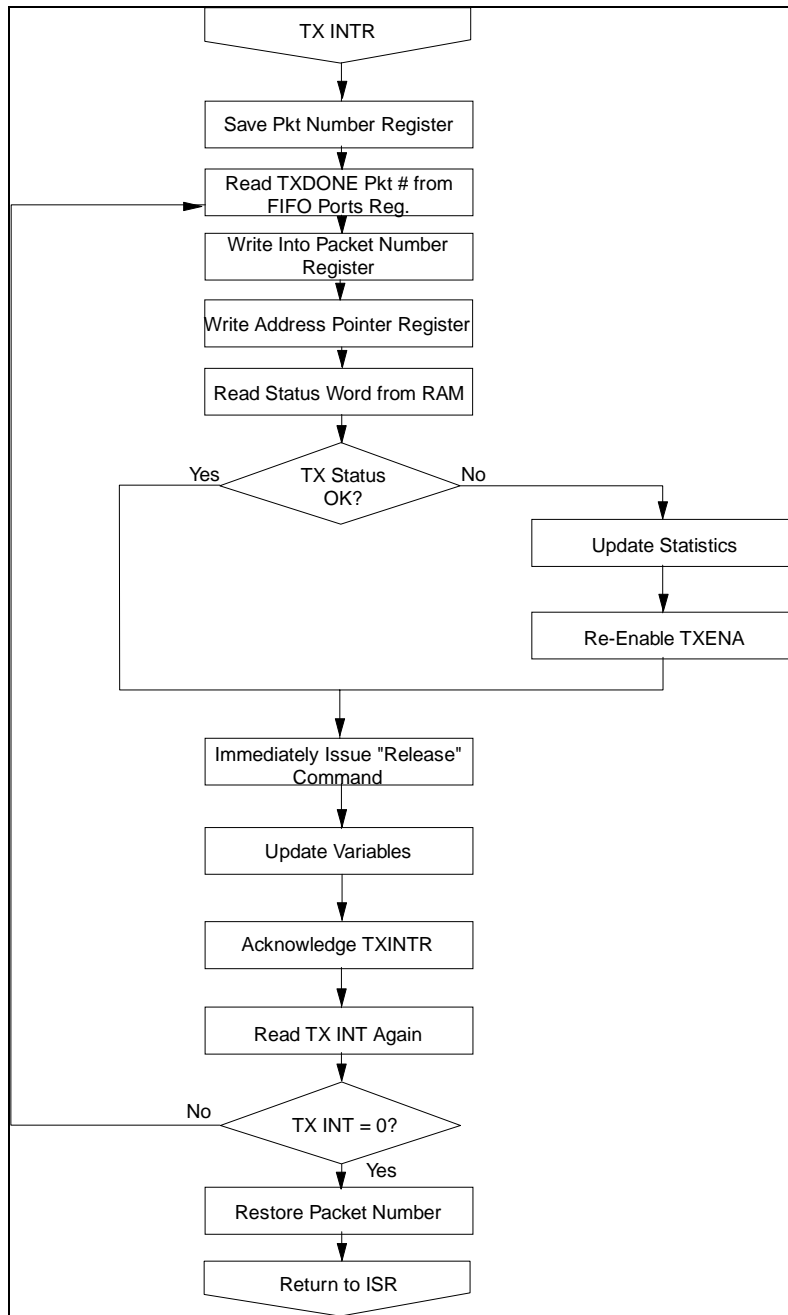 TX INTR
Save Pkt Number Register
Read TXDONE Pkt # from
FIFO Ports Reg.
Write Into Packet Number
Register
Write Address Pointer Register
Read Status Word from RAM
Yes
TX Status
OK?
No
Update Statistics
Re-Enable TXENA
Immediately Issue "Release"
Command
Update Variables
Acknowledge TXINTR
Read TX INT Again
No
TX INT = 0?
Yes
Restore Packet Number
Return to ISR